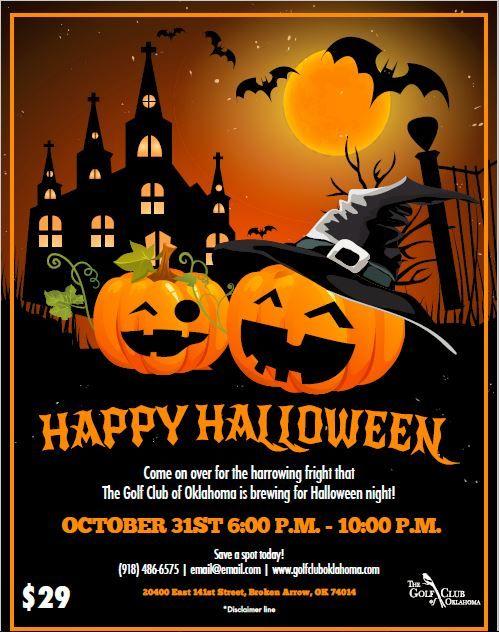 HAPPY HALLOWEEN
Come on over for the harrowing fright that
The Golf Club of Oklahoma is brewing for Halloween night!
OCTOBER 31ST 6:00 P.M. - 10:00 P.M.
Save a spot today!
(918) 486-6575 | email@email.com | www.golfcluboklahoma.com
20400 East 141st Street, Broken Arrow, OK 74014
*Disclaimer line
$29
THE
GOLF CLUB
of OKLAHOMA